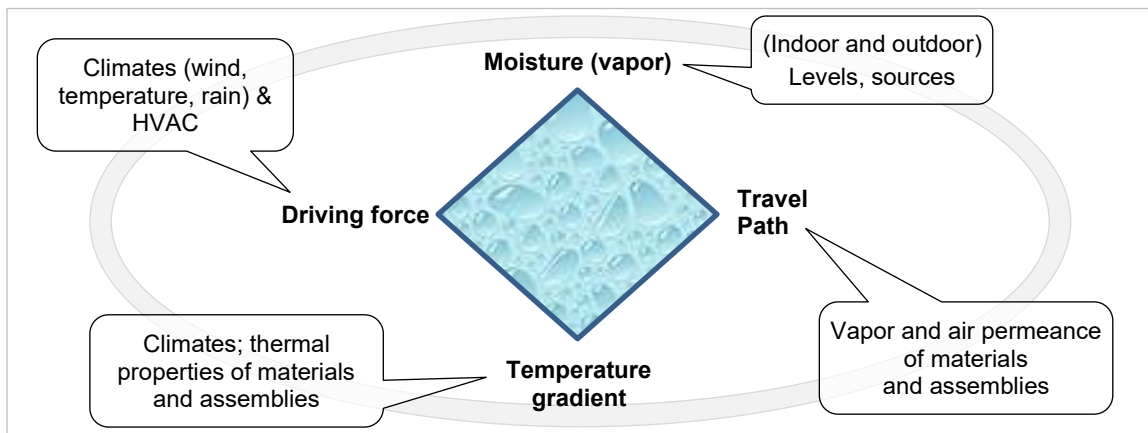 Climates (wind,
temperature, rain) &
HVAC
Moisture (vapor)
(Indoor and outdoor)
Levels, sources
Driving force
Travel
Path
Climates; thermal
properties of materials
and assemblies
Temperature
gradient
Vapor and air permeance
of materials
and assemblies